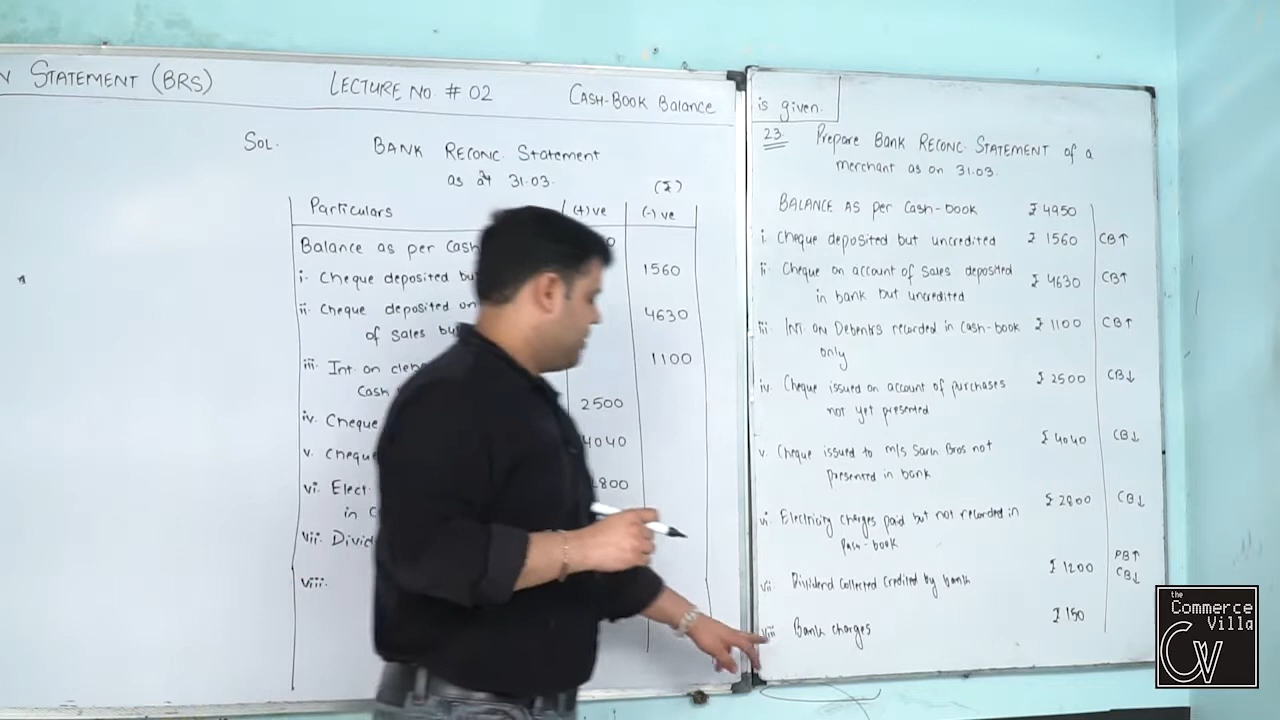 N STATEMENT (BRS)
LECTURE NO. # 02
CASH-BOOK Balance
is given.
SOL.
BANK RECONC. Statement
as at 31.03.
(₹)
Particulars
(+)ve
(-)ve
Balance as per Cash
i. Cheque deposited bu
1560
ii. Cheque deposited on
of sales bu
4630
iii. Int. on deb
Cash
1100
iv. Cheque
2500
v. Cheque
4040
vi. Elect.
in C
2800
vii. Divid
viii.
23. Prepare BANK RECONC. STATEMENT of a
merchant as on 31.03.
BALANCE AS per Cash-book ₹ 4950
i. Cheque deposited but uncredited ₹ 1560 CB↑
ii. Cheque on account of sales deposited
in bank but uncredited ₹ 4630 CB↑
iii. Int. on Debents recorded in cash-book ₹ 1100 CB↑
only
iv. Cheque issued on account of purchases ₹ 2500 CB↓
not yet presented
v. Cheque issued to m/s Sarin Bros not ₹ 4040 CB↓
presented in bank
vi. Electricity charges paid but not recorded in ₹ 2800 CB↓
Pass-book
vii. Dividend Collected Credited by bank ₹ 1200 PB↑
CB↓
viii. Bank charges ₹ 150
the
Commerce
Villa
CV